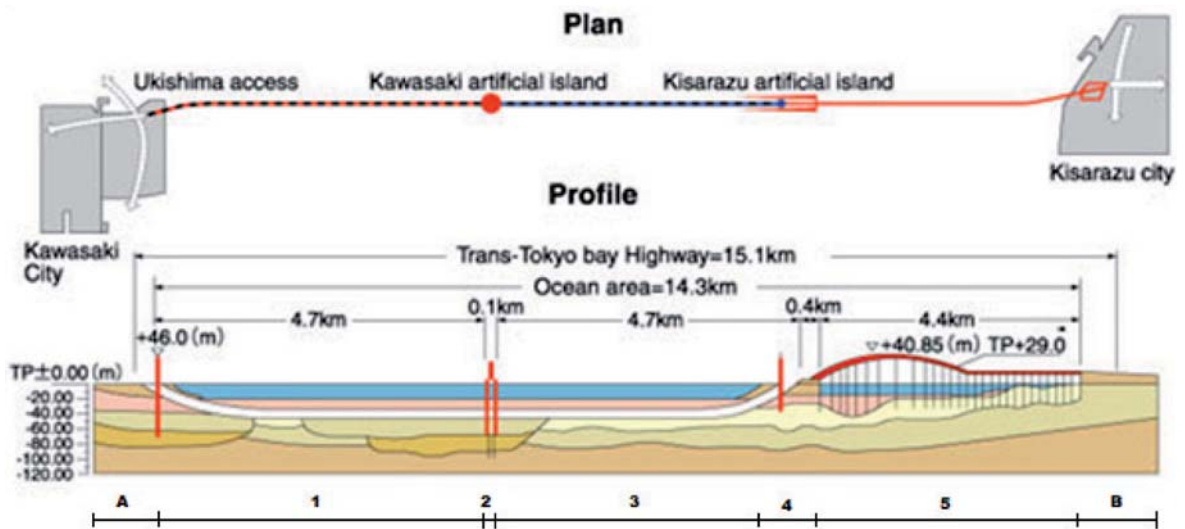 Plan
Ukishima access
Kawasaki artificial island
Kisarazu artificial island
Kisarazu city
Kawasaki
City
Profile
Trans-Tokyo bay Highway=15.1km
Ocean area=14.3km
4.7km
0.1km
4.7km
0.4km
4.4km
+46.0 (m)
+40.85 (m)
TP+29.0
TP±0.00 (m)
-20.00
-40.00
-60.00
-80.00
-100.00
-120.00
A
1
2
3
4
5
B